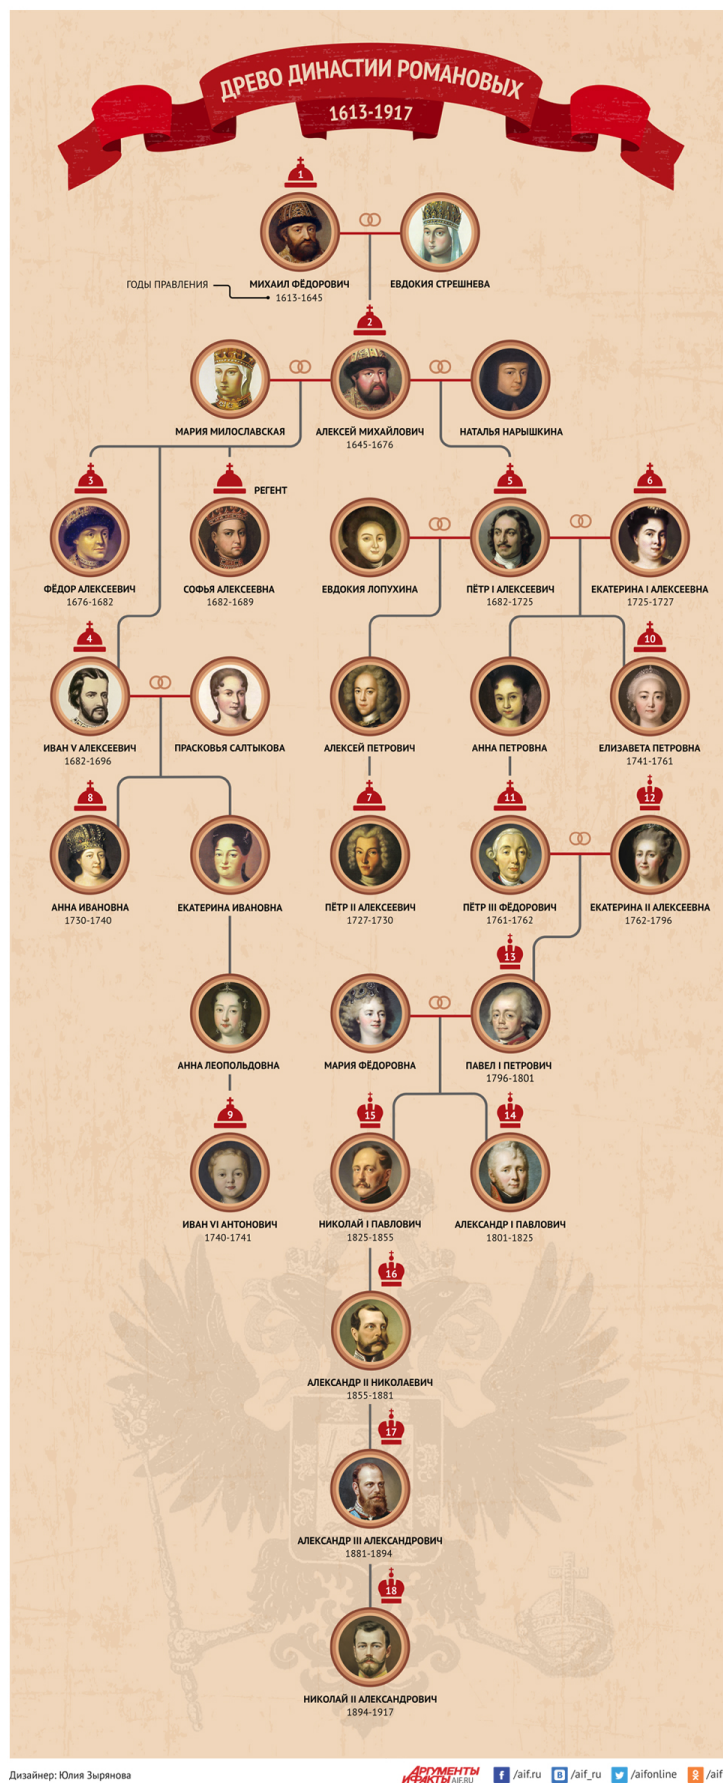 ДРЕВО ДИНАСТИИ РОМАНОВЫХ
1613-1917
1
ГОДЫ ПРАВЛЕНИЯ
МИХАИЛ ФЁДОРОВИЧ
1613-1645
ЕВДОКИЯ СТРЕШНЕВА
2
МАРИЯ МИЛОСЛАВСКАЯ
АЛЕКСЕЙ МИХАЙЛОВИЧ
1645-1676
НАТАЛЬЯ НАРЫШКИНА
3
РЕГЕНТ
5
6
ФЁДОР АЛЕКСЕЕВИЧ
1676-1682
СОФЬЯ АЛЕКСЕЕВНА
1682-1689
ЕВДОКИЯ ЛОПУХИНА
ПЁТР I АЛЕКСЕЕВИЧ
1682-1725
ЕКАТЕРИНА I АЛЕКСЕЕВНА
1725-1727
4
10
ИВАН V АЛЕКСЕЕВИЧ
1682-1696
ПРАСКОВЬЯ САЛТЫКОВА
АЛЕКСЕЙ ПЕТРОВИЧ
АННА ПЕТРОВНА
ЕЛИЗАВЕТА ПЕТРОВНА
1741-1761
8
7
11
12
АННА ИВАНОВНА
1730-1740
ЕКАТЕРИНА ИВАНОВНА
ПЁТР II АЛЕКСЕЕВИЧ
1727-1730
ПЁТР III ФЁДОРОВИЧ
1761-1762
ЕКАТЕРИНА II АЛЕКСЕЕВНА
1762-1796
13
АННА ЛЕОПОЛЬДОВНА
МАРИЯ ФЁДОРОВНА
ПАВЕЛ I ПЕТРОВИЧ
1796-1801
9
15
14
ИВАН VI АНТОНОВИЧ
1740-1741
НИКОЛАЙ I ПАВЛОВИЧ
1825-1855
АЛЕКСАНДР I ПАВЛОВИЧ
1801-1825
16
АЛЕКСАНДР II НИКОЛАЕВИЧ
1855-1881
17
АЛЕКСАНДР III АЛЕКСАНДРОВИЧ
1881-1894
18
НИКОЛАЙ II АЛЕКСАНДРОВИЧ
1894-1917
Дизайнер: Юлия Зырянова
АРГУМЕНТЫ
И ФАКТЫ AIF.RU
/aif.ru
/aif_ru
/aifonline
/aif